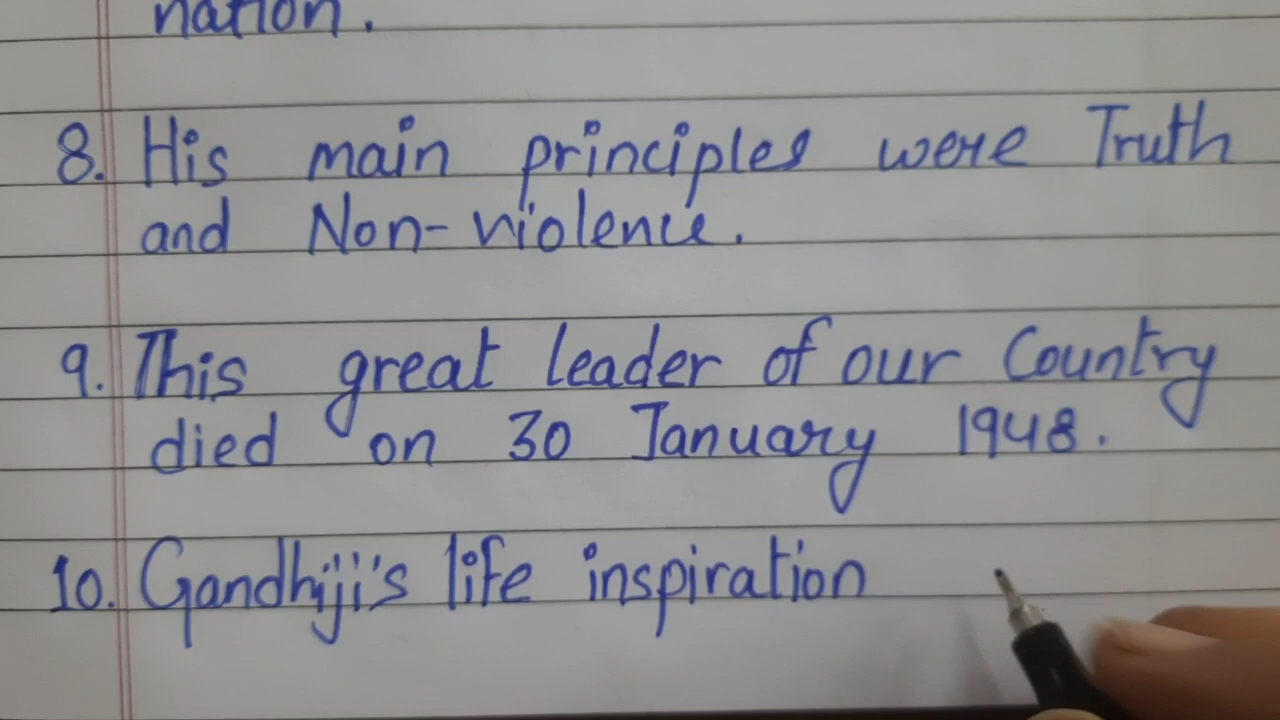 nation.
8. His main principles were Truth
and Non-violence.
9. This great leader of our Country
died on 30 January 1948.
10. Gandhiji's life inspiration